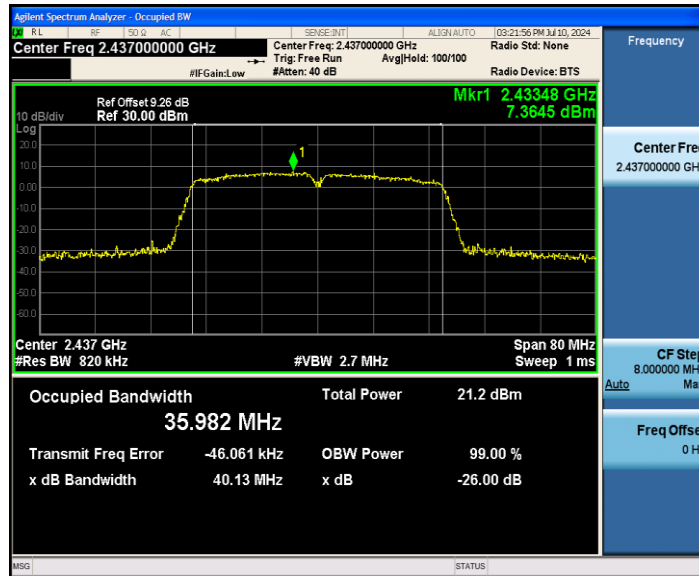 Agilent Spectrum Analyzer - Occupied BW
RL RF 50 Ω AC SENSE:INT ALIGN AUTO 03:21:56 PM Jul 10, 2024
Center Freq 2.437000000 GHz
Center Freq: 2.437000000 GHz
Radio Std: None
Trig: Free Run Avg|Hold: 100/100
#IFGain:Low #Atten: 40 dB Radio Device: BTS
Frequency
Ref Offset 9.26 dB
10 dB/div Ref 30.00 dBm
Mkr1 2.43348 GHz
7.3645 dBm
Log
20.0
10.0
0.00
-10.0
-20.0
-30.0
-40.0
-50.0
-60.0
1
Center 2.437 GHz Span 80 MHz
#Res BW 820 kHz #VBW 2.7 MHz Sweep 1 ms
Occupied Bandwidth Total Power 21.2 dBm
35.982 MHz
Transmit Freq Error -46.061 kHz OBW Power 99.00 %
x dB Bandwidth 40.13 MHz x dB -26.00 dB
Center Fre
2.437000000 GH
CF Ste
8.000000 MH
Auto Ma
Freq Offse
0 H
MSG STATUS